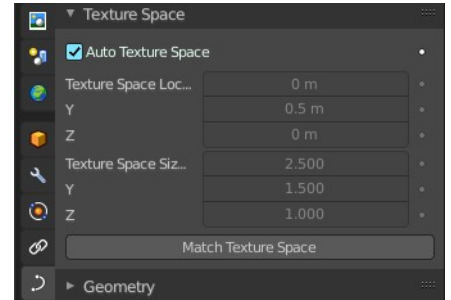 Texture Space
Auto Texture Space
Texture Space Loc... 0 m
Y 0.5 m
Z 0 m
Texture Space Siz... 2.500
Y 1.500
Z 1.000
Match Texture Space
Geometry